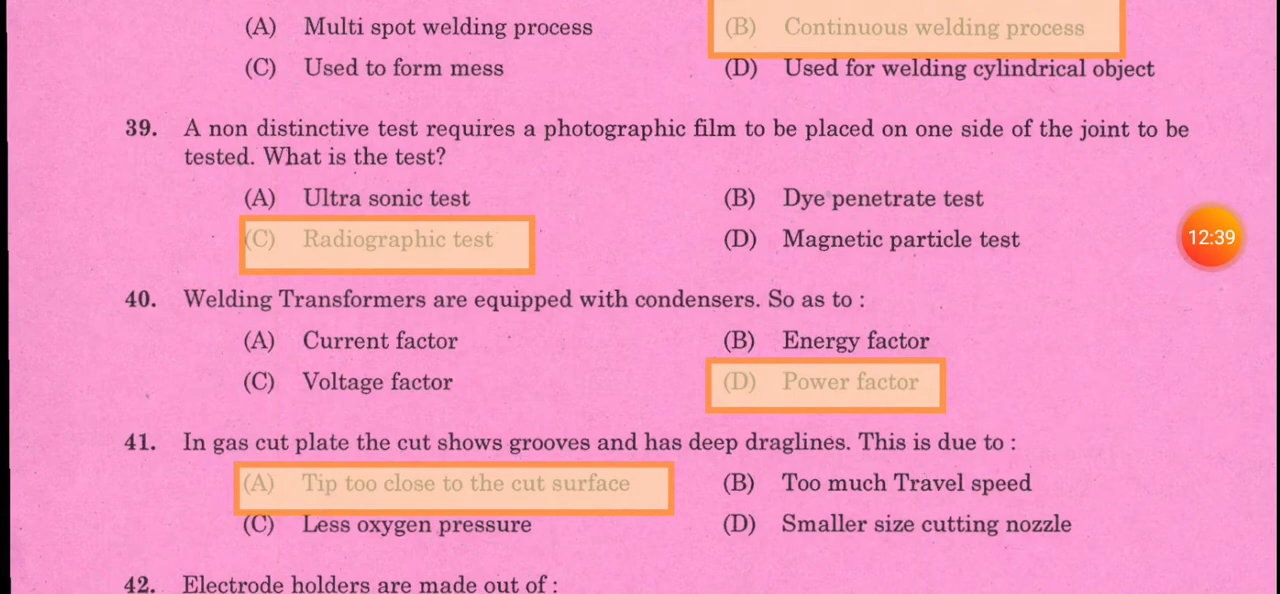 (A) Multi spot welding process (B) Continuous welding process
(C) Used to form mess (D) Used for welding cylindrical object
39. A non distinctive test requires a photographic film to be placed on one side of the joint to be
tested. What is the test?
(A) Ultra sonic test (B) Dye penetrate test
(C) Radiographic test (D) Magnetic particle test
12:39
40. Welding Transformers are equipped with condensers. So as to :
(A) Current factor (B) Energy factor
(C) Voltage factor (D) Power factor
41. In gas cut plate the cut shows grooves and has deep draglines. This is due to :
(A) Tip too close to the cut surface (B) Too much Travel speed
(C) Less oxygen pressure (D) Smaller size cutting nozzle
42. Electrode holders are made out of :